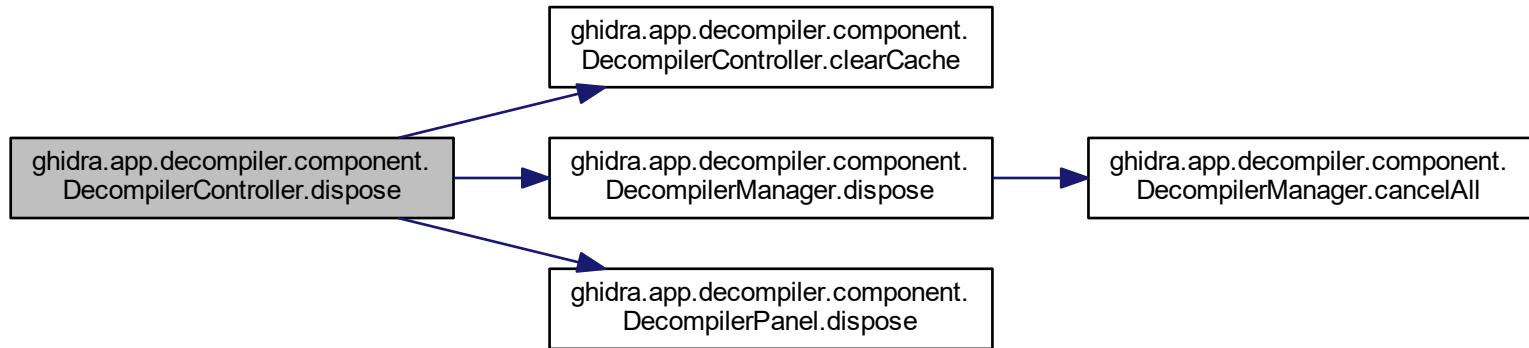 ghidra.app.decompiler.component.
DecompilerController.clearCache
ghidra.app.decompiler.component.
DecompilerController.dispose
ghidra.app.decompiler.component.
DecompilerManager.dispose
ghidra.app.decompiler.component.
DecompilerManager.cancelAll
ghidra.app.decompiler.component.
DecompilerPanel.dispose